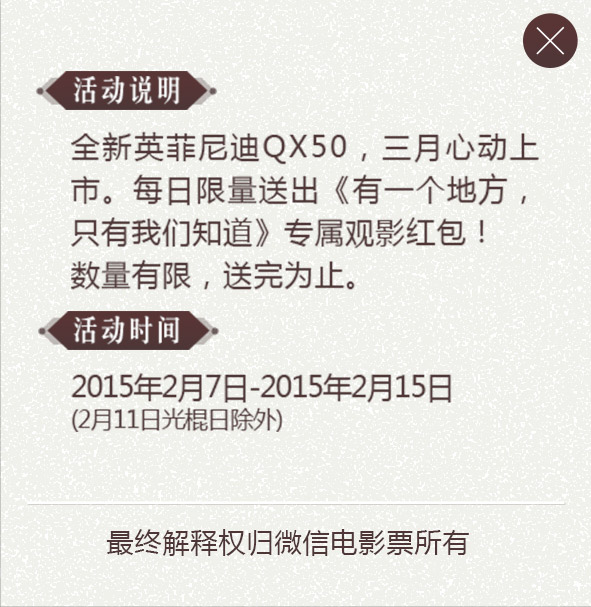 活动说明
全新英菲尼迪QX50，三月心动上
市。每日限量送出《有一个地方，
只有我们知道》专属观影红包！
数量有限，送完为止。
活动时间
2015年2月7日-2015年2月15日
(2月11日光棍日除外)
最终解释权归微信电影票所有